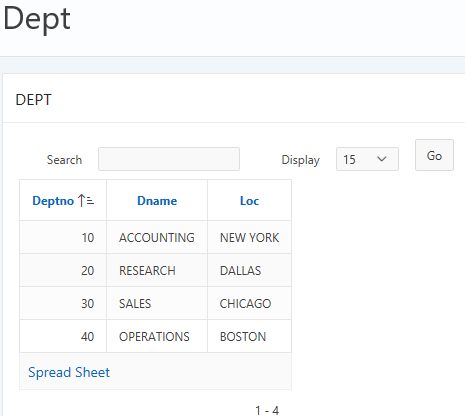 Dept
DEPT
Search Display 15 Go
Deptno Dname Loc
10 ACCOUNTING NEW YORK
20 RESEARCH DALLAS
30 SALES CHICAGO
40 OPERATIONS BOSTON
Spread Sheet
1 - 4